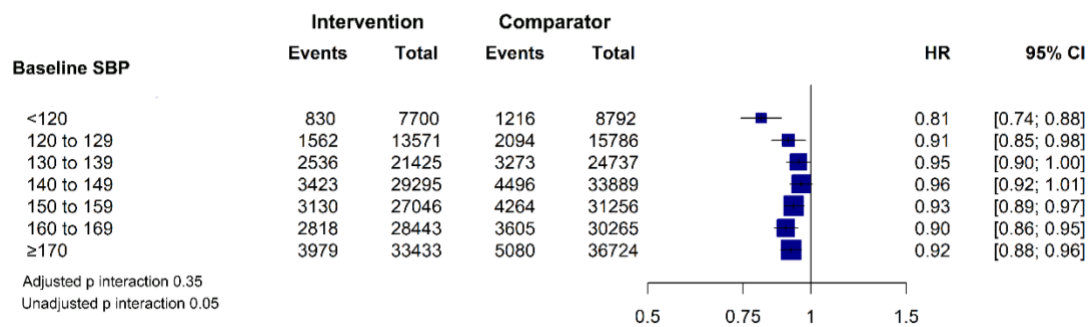 Intervention Comparator
Baseline SBP Events Total Events Total HR 95% CI
<120 830 7700 1216 8792 0.81 [0.74; 0.88]
120 to 129 1562 13571 2094 15786 0.91 [0.85; 0.98]
130 to 139 2536 21425 3273 24737 0.95 [0.90; 1.00]
140 to 149 3423 29295 4496 33889 0.96 [0.92; 1.01]
150 to 159 3130 27046 4264 31256 0.93 [0.89; 0.97]
160 to 169 2818 28443 3605 30265 0.90 [0.86; 0.95]
≥170 3979 33433 5080 36724 0.92 [0.88; 0.96]
Adjusted p interaction 0.35
Unadjusted p interaction 0.05
0.5 0.75 1 1.5